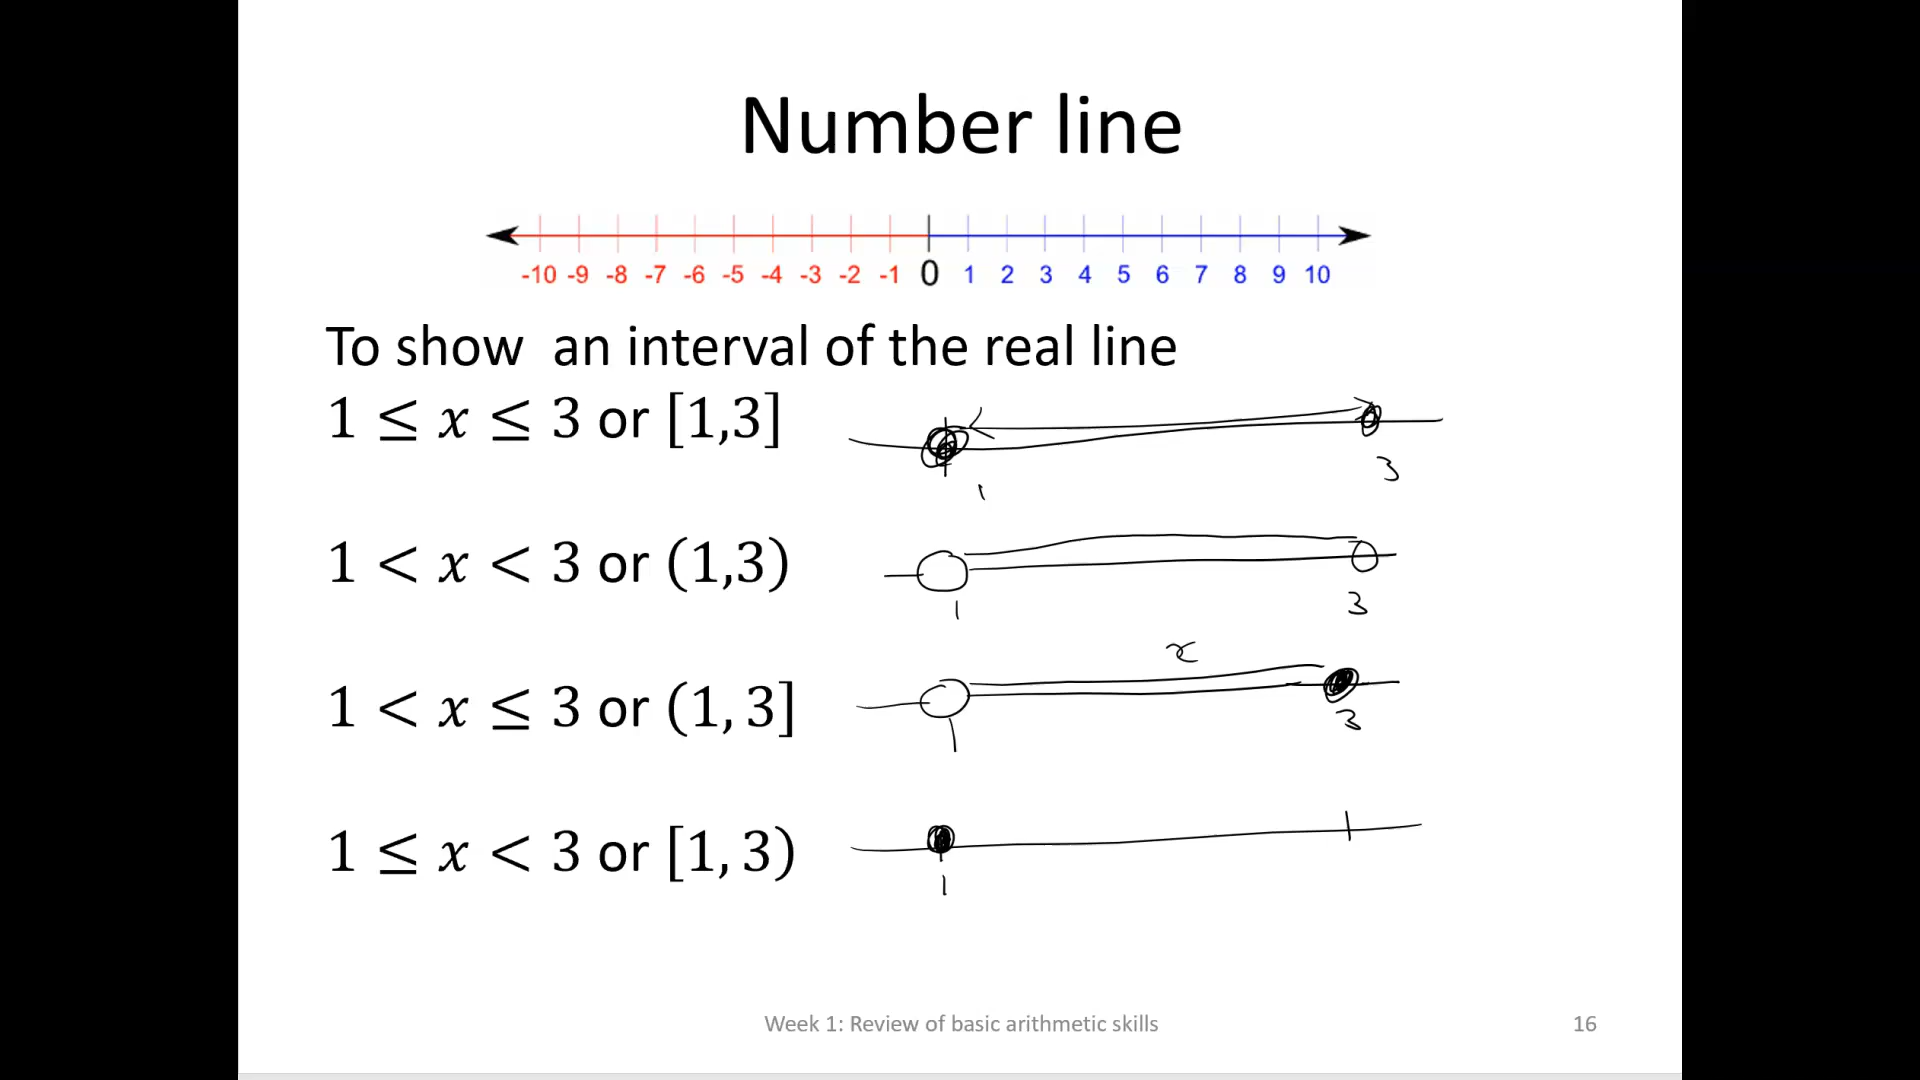 Number line
-10 -9 -8 -7 -6 -5 -4 -3 -2 -1 0 1 2 3 4 5 6 7 8 9 10
To show an interval of the real line
1 ≤ 𝑥 ≤ 3 or [1,3]
1 3
1 < 𝑥 < 3 or (1,3)
1 3
x
1 < 𝑥 ≤ 3 or (1, 3]
1 3
1 ≤ 𝑥 < 3 or [1, 3)
1
Week 1: Review of basic arithmetic skills
16